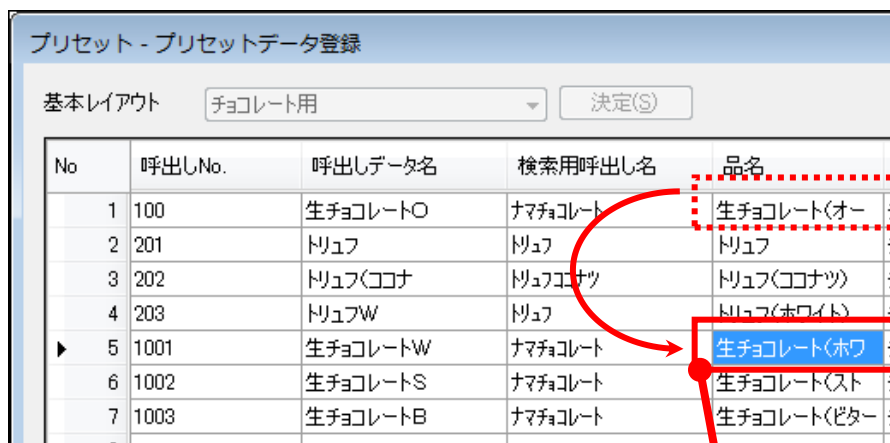 プリセット - プリセットデータ登録
基本レイアウト チョコレート用 決定(S)
No 呼出しNo. 呼出しデータ名 検索用呼出し名 品名
1 100 生チョコレートO ナマチョコレート 生チョコレート(オー
2 201 トリュフ トリュフ トリュフ
3 202 トリュフ(ココナ トリュフココナツ トリュフ(ココナツ)
4 203 トリュフW トリュフ トリュフ(ホワイト)
5 1001 生チョコレートW ナマチョコレート 生チョコレート(ホワ
6 1002 生チョコレートS ナマチョコレート 生チョコレート(スト
7 1003 生チョコレートB ナマチョコレート 生チョコレート(ビター